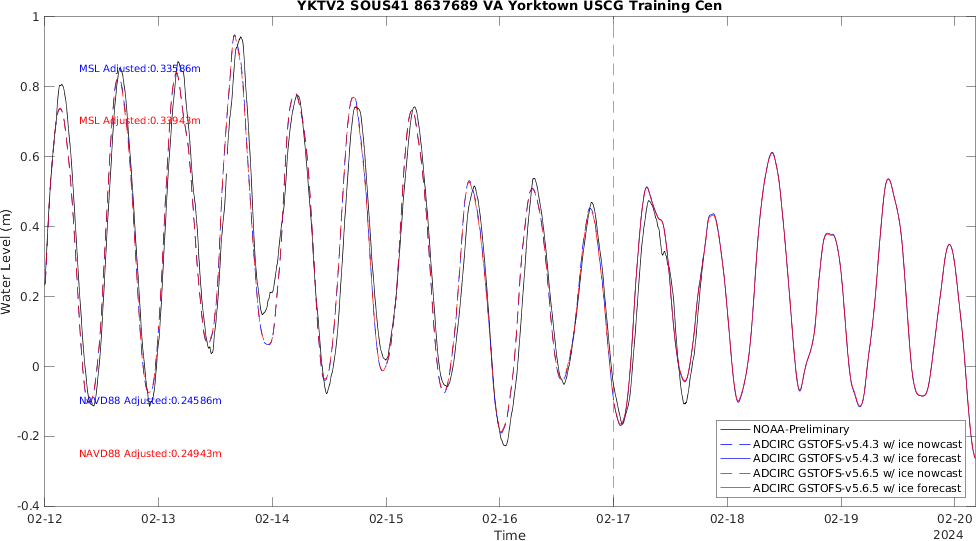 YKTV2 SOUS41 8637689 VA Yorktown USCG Training Cen
1
0.8
0.6
0.4
0.2
0
-0.2
-0.4
Water Level (m)
MSL Adjusted:0.33586m
MSL Adjusted:0.33943m
NAVD88 Adjusted:0.24586m
NAVD88 Adjusted:0.24943m
NOAA-Preliminary
ADCIRC GSTOFS-v5.4.3 w/ ice nowcast
ADCIRC GSTOFS-v5.4.3 w/ ice forecast
ADCIRC GSTOFS-v5.6.5 w/ ice nowcast
ADCIRC GSTOFS-v5.6.5 w/ ice forecast
02-12 02-13 02-14 02-15 02-16 02-17 02-18 02-19 02-20
Time
2024